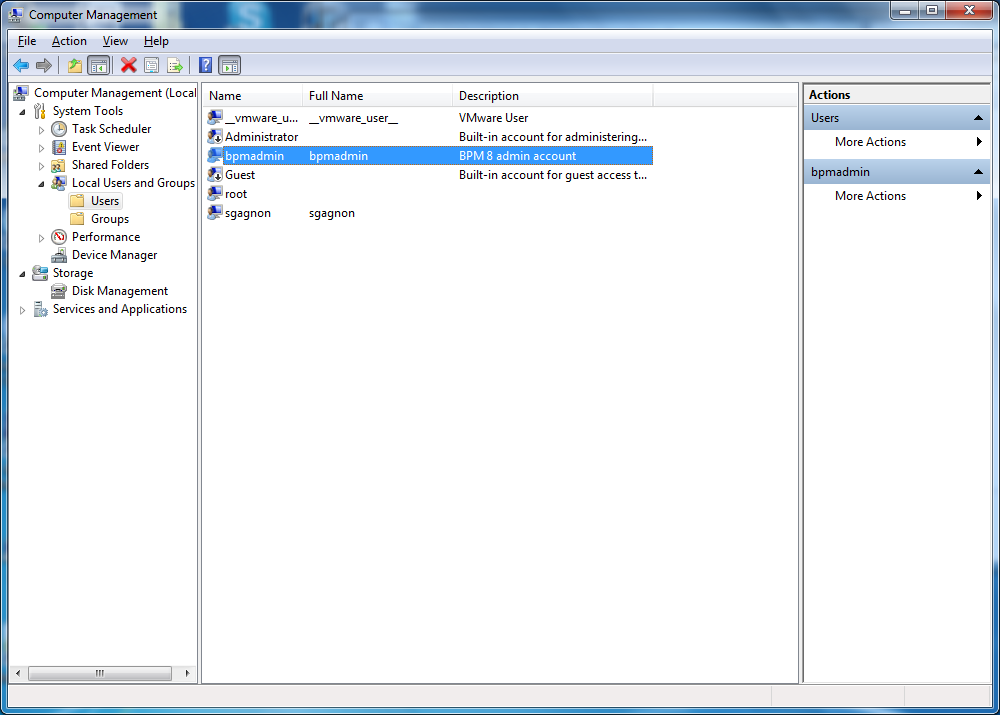 Computer Management
File Action View Help
Computer Management (Local
System Tools
Task Scheduler
Event Viewer
Shared Folders
Local Users and Groups
Users
Groups
Performance
Device Manager
Storage
Disk Management
Services and Applications
Name Full Name Description
__vmware_u... __vmware_user__ VMware User
Administrator Built-in account for administering...
bpmadmin bpmadmin BPM 8 admin account
Guest Built-in account for guest access t...
root
sgagnon sgagnon
Actions
Users
More Actions
bpmadmin
More Actions